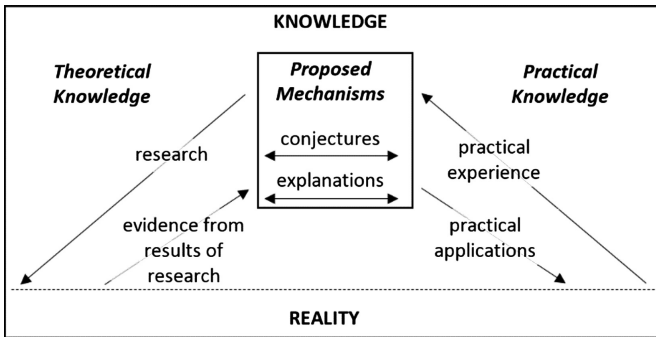 KNOWLEDGE
Theoretical
Knowledge
Proposed
Mechanisms
Practical
Knowledge
research
conjectures
explanations
practical
experience
evidence from
results of
research
practical
applications
REALITY